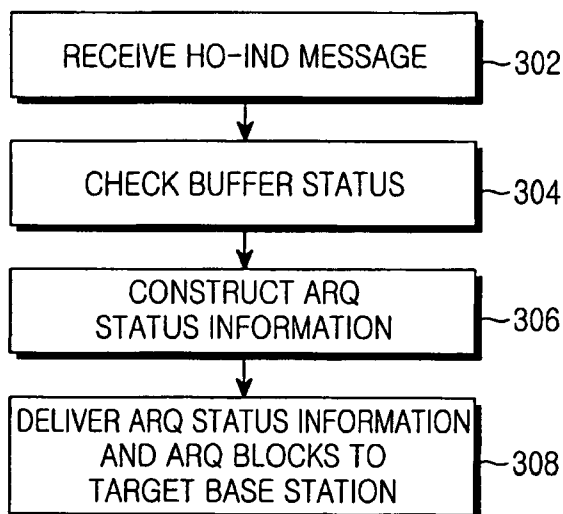 RECEIVE HO-IND MESSAGE
302
CHECK BUFFER STATUS
304
CONSTRUCT ARQ
STATUS INFORMATION
306
DELIVER ARQ STATUS INFORMATION
AND ARQ BLOCKS TO
TARGET BASE STATION
308